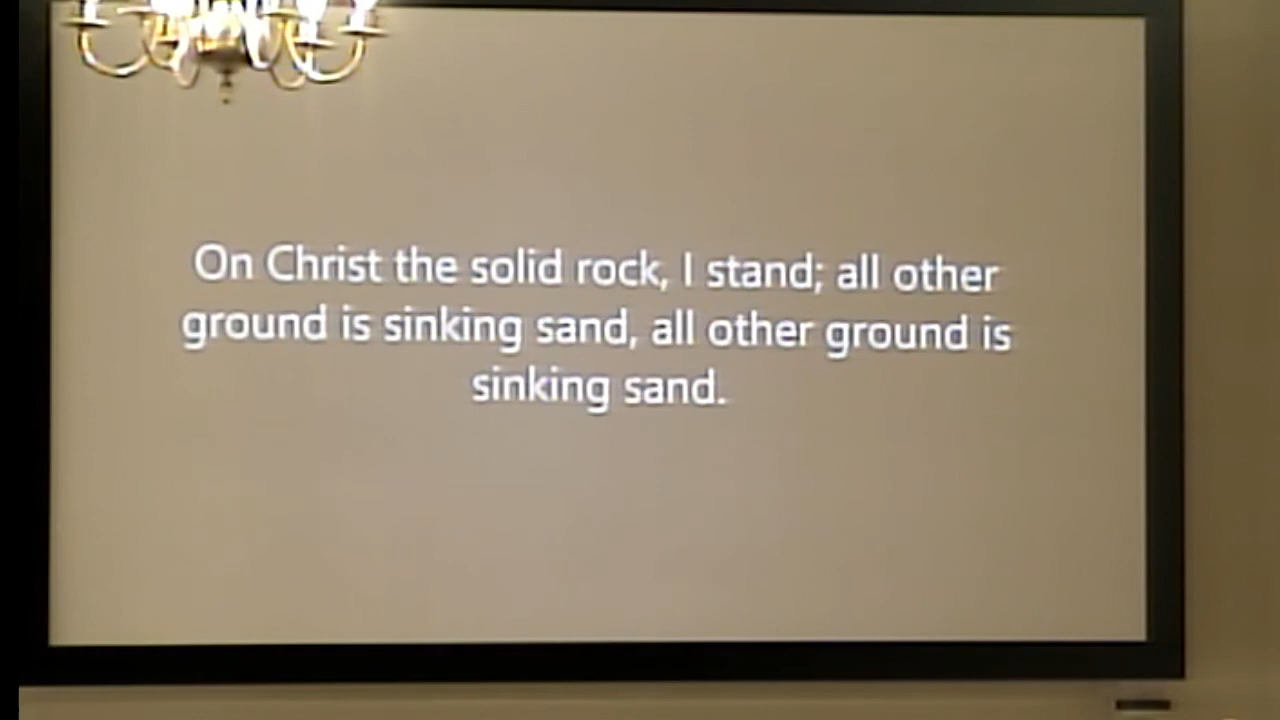 On Christ the solid rock, I stand; all other
ground is sinking sand, all other ground is
sinking sand.